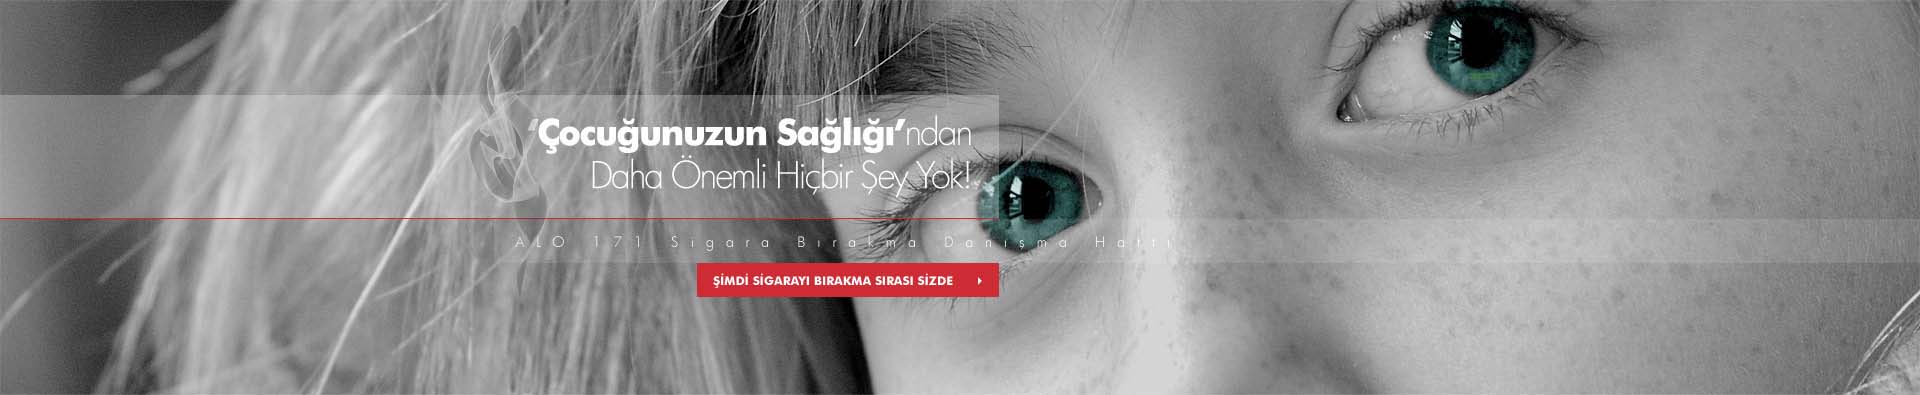 ‘Çocuğunuzun Sağlığı’ndan
Daha Önemli Hiçbir Şey Yok!
ALO 171 Sigara Bırakma Danışma Hattı
ŞİMDİ SİGARAYI BIRAKMA SIRASI SİZDE